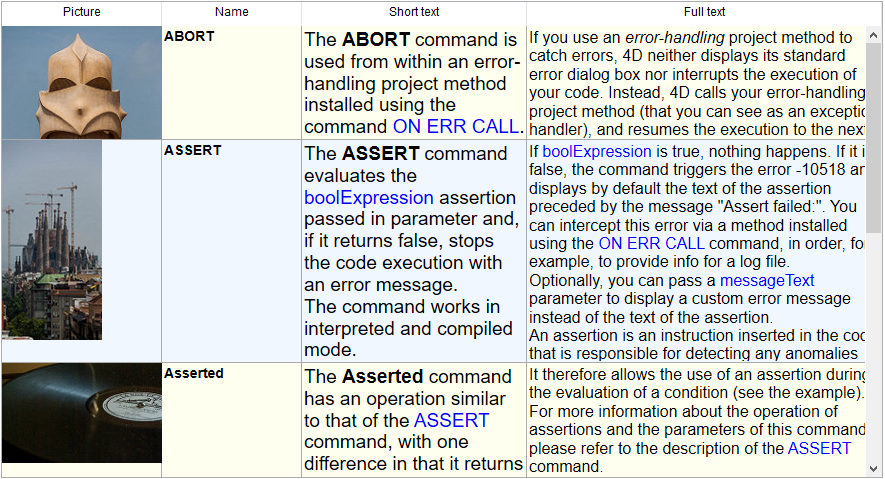 Picture Name Short text Full text
ABORT
The ABORT command is
used from within an error-
handling project method
installed using the
command ON ERR CALL.
If you use an error-handling project method to
catch errors, 4D neither displays its standard
error dialog box nor interrupts the execution of
your code. Instead, 4D calls your error-handling
project method (that you can see as an
handler), and resumes the execution to the next
ASSERT
The ASSERT command
evaluates the
boolExpression assertion
passed in parameter and,
if it returns false, stops
the code execution with
an error message.
The command works in
interpreted and compiled
mode.
If boolExpression is true, nothing happens. If it
false, the command triggers the error -10518
displays by default the text of the assertion
preceded by the message "Assert failed:". You
can intercept this error via a method installed
using the ON ERR CALL command, in order,
example, to provide info for a log file.
Optionally, you can pass a messageText
parameter to display a custom error message
instead of the text of the assertion.
An assertion is an instruction inserted in the
that is responsible for detecting any anomalies
Asserted
The Asserted command
has an operation similar
to that of the ASSERT
command, with one
difference in that it returns
It therefore allows the use of an assertion during
the evaluation of a condition (see the example).
For more information about the operation of
assertions and the parameters of this command
please refer to the description of the ASSERT
command.